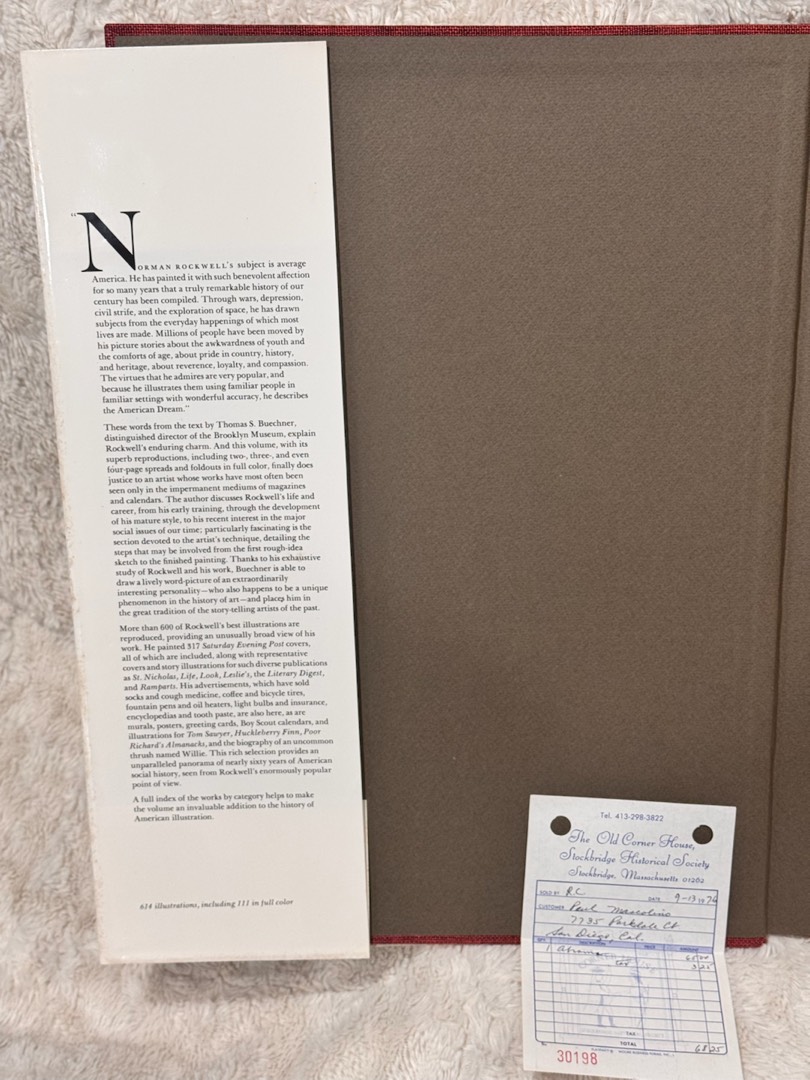 "NORMAN ROCKWELL's subject is average
America. He has painted it with such benevolent affection
for so many years that a truly remarkable history of our
century has been compiled. Through wars, depression,
civil strife, and the exploration of space, he has drawn
subjects from the everyday happenings of which most
lives are made. Millions of people have been moved by
his picture stories about the awkwardness of youth and
the comforts of age, about pride in country, history,
and heritage, about reverence, loyalty, and compassion.
The virtues that he admires are very popular, and
because he illustrates them using familiar people in
familiar settings with wonderful accuracy, he describes
the American Dream."
These words from the text by Thomas S. Buechner,
distinguished director of the Brooklyn Museum, explain
Rockwell's enduring charm. And this volume, with its
superb reproductions, including two-, three-, and even
four-page spreads and foldouts in full color, finally does
justice to an artist whose works have most often been
seen only in the impermanent mediums of magazines
and calendars. The author discusses Rockwell's life and
career, from his early training, through the development
of his mature style, to his recent interest in the major
social issues of our time; particularly fascinating is the
section devoted to the artist's technique, detailing the
steps that may be involved from the first rough-idea
sketch to the finished painting. Thanks to his exhaustive
study of Rockwell and his work, Buechner is able to
draw a lively word-picture of an extraordinarily
interesting personality—who also happens to be a unique
phenomenon in the history of art—and places him in
the great tradition of the story-telling artists of the past.
More than 600 of Rockwell's best illustrations are
reproduced, providing an unusually broad view of his
work. He painted 317 Saturday Evening Post covers,
all of which are included, along with representative
covers and story illustrations for such diverse publications
as St. Nicholas, Life, Look, Leslie's, the Literary Digest,
and Ramparts. His advertisements, which have sold
socks and cough medicine, coffee and bicycle tires,
fountain pens and oil heaters, light bulbs and insurance,
encyclopedias and tooth paste, are also here, as are
murals, posters, greeting cards, Boy Scout calendars, and
illustrations for Tom Sawyer, Huckleberry Finn, Poor
Richard's Almanacks, and the biography of an uncommon
thrush named Willie. This rich selection provides an
unparalleled panorama of nearly sixty years of American
social history, seen from Rockwell's enormously popular
point of view.
A full index of the works by category helps to make
the volume an invaluable addition to the history of
American illustration.
614 illustrations, including 111 in full color
Tel. 413-298-3822
The Old Corner House,
Stockbridge Historical Society
Stockbridge, Massachusetts 01262
SOLD BY RC DATE 9-13 1976
CUSTOMER Paul
7735 Parkdale Ct
San Diego, Cal.
1 65 00
tax 3 25
TAX
TOTAL 68 25
30198